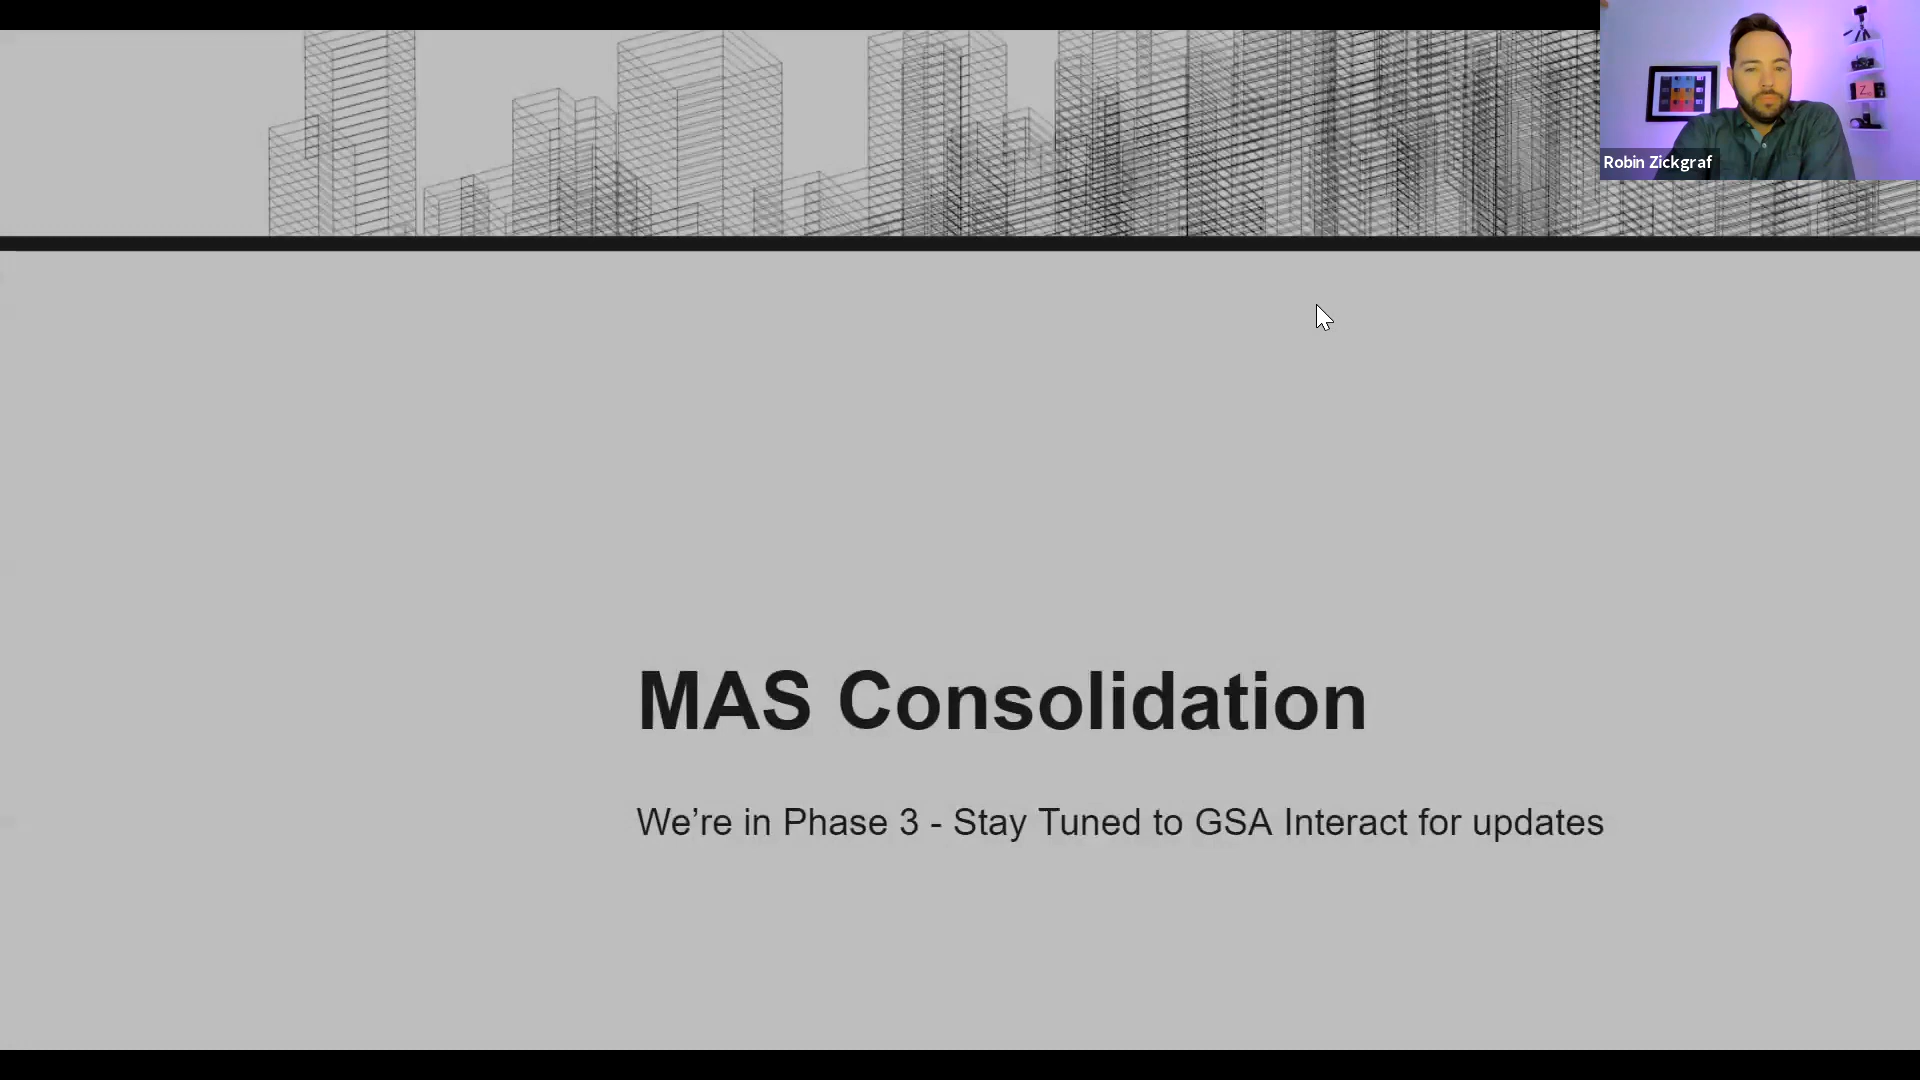 Robin Zickgraf
MAS Consolidation
We’re in Phase 3 - Stay Tuned to GSA Interact for updates